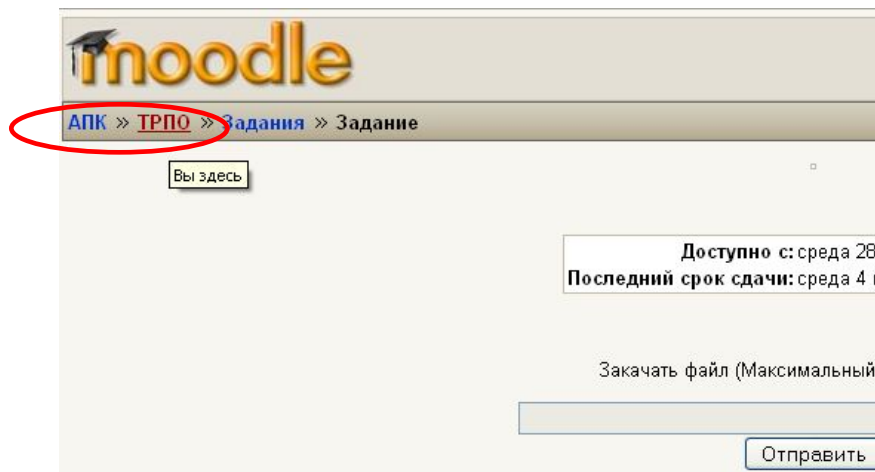 moodle
АПК » ТРПО » Задания » Задание
Вы здесь
Доступно с: среда 28
Последний срок сдачи: среда 4
Закачать файл (Максимальный
Отправить